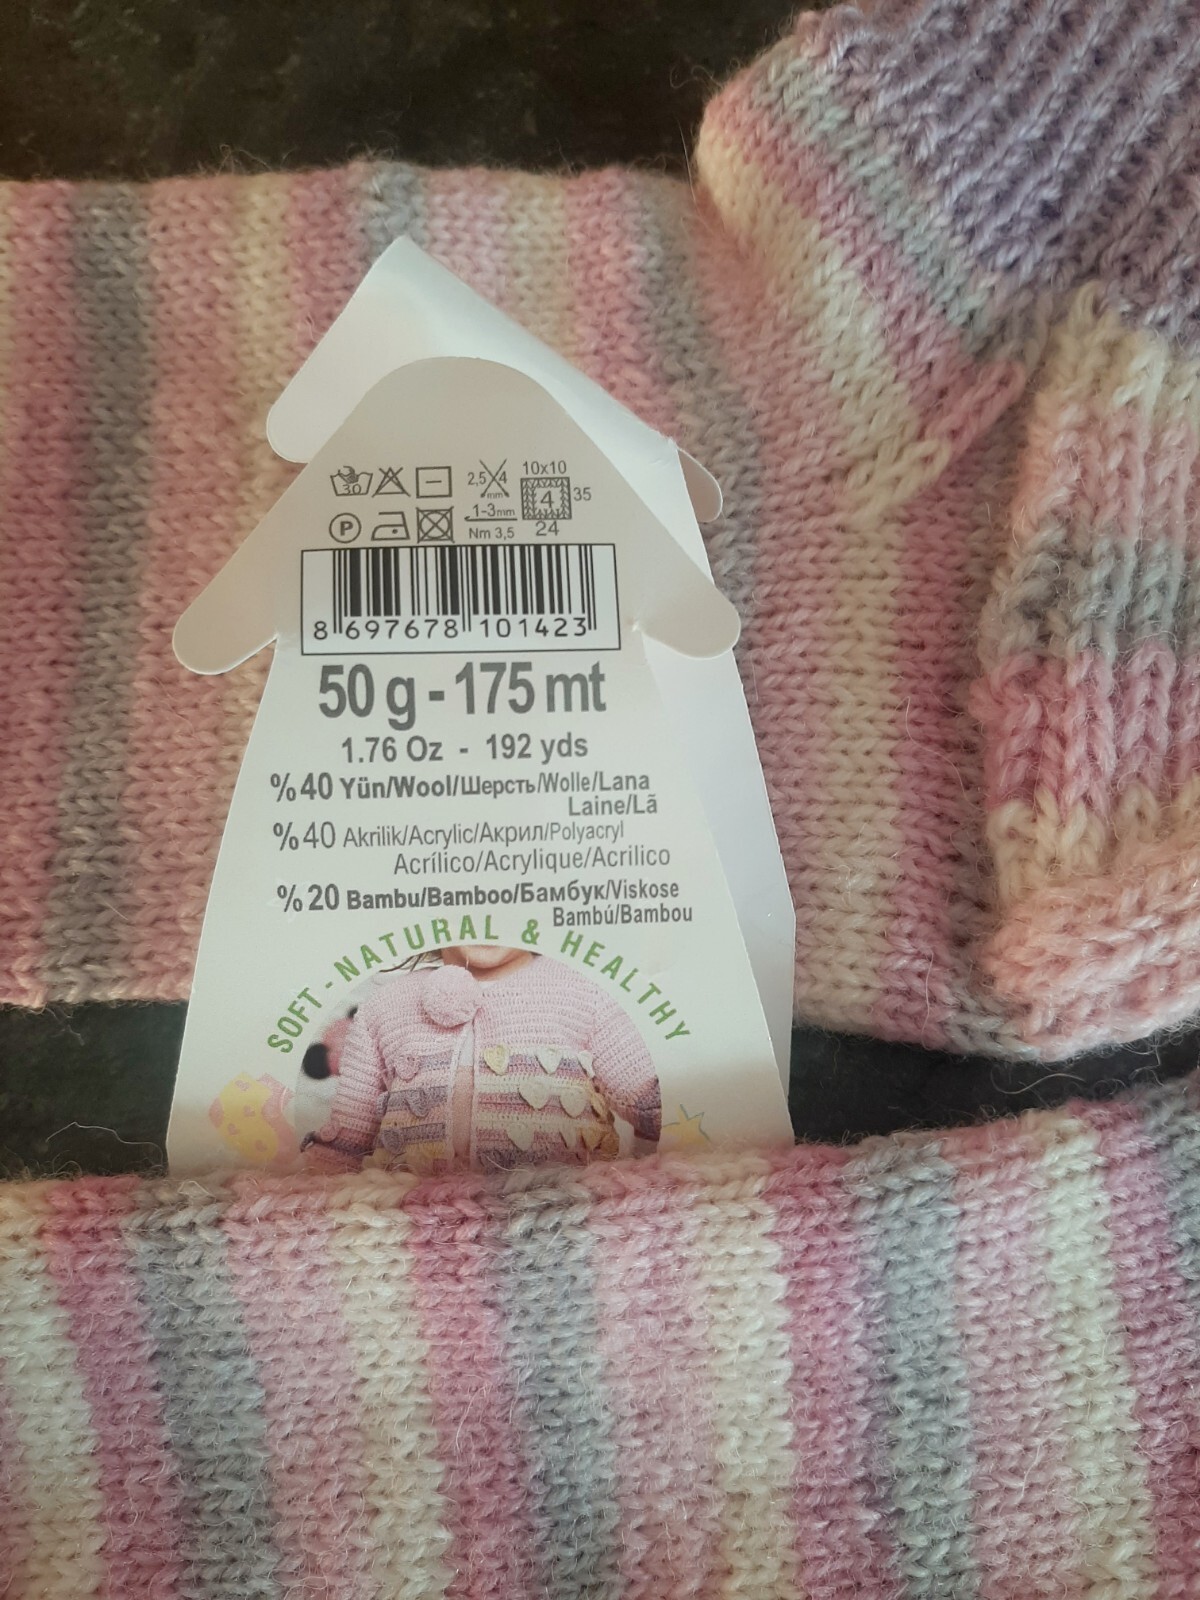 30
2,5 4 mm
10x10
4
35
P
1-3mm
Nm 3,5
24
8 697678 101423
50 g - 175 mt
1.76 Oz - 192 yds
%40 Yün/Wool/Шерсть/Wolle/Lana
Laine/Lã
%40 Akrilik/Acrylic/Акрил/Polyacryl
Acrílico/Acrylique/Acrilico
%20 Bambu/Bamboo/Бамбук/Viskose
Bambú/Bambou
SOFT-NATURAL & HEALTHY